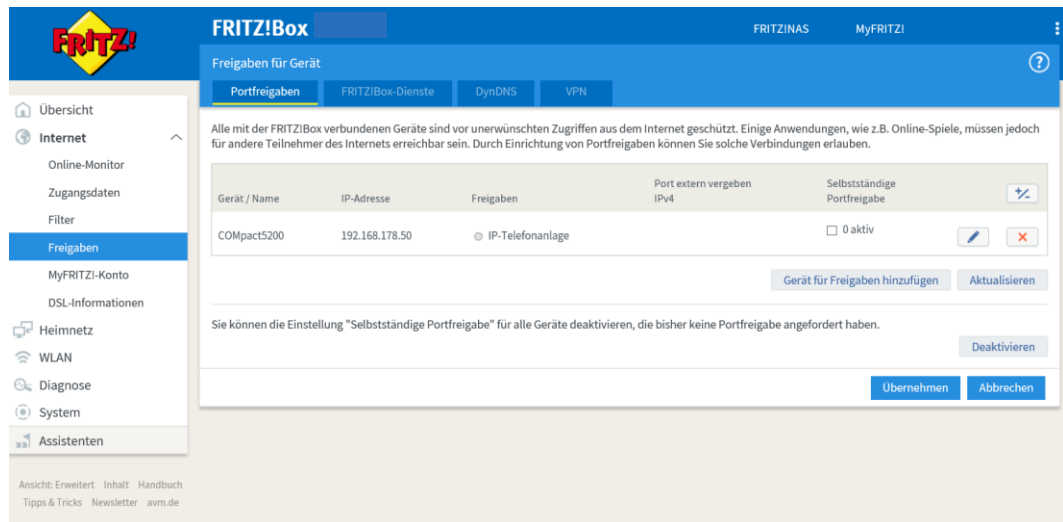 FRITZ!
FRITZ!Box
FRITZ!NAS
MyFRITZ!
Freigaben für Gerät
?
Portfreigaben
FRITZ!Box-Dienste
DynDNS
VPN
Übersicht
Internet
Online-Monitor
Zugangsdaten
Filter
Freigaben
MyFRITZ!-Konto
DSL-Informationen
Heimnetz
WLAN
Diagnose
System
Assistenten
Ansicht: Erweitert Inhalt Handbuch
Tipps & Tricks Newsletter avm.de
Alle mit der FRITZ!Box verbundenen Geräte sind vor unerwünschten Zugriffen aus dem Internet geschützt. Einige Anwendungen, wie z.B. Online-Spiele, müssen jedoch
für andere Teilnehmer des Internets erreichbar sein. Durch Einrichtung von Portfreigaben können Sie solche Verbindungen erlauben.
Gerät / Name
IP-Adresse
Freigaben
Port extern vergeben
IPv4
Selbstständige
Portfreigabe
+/-
COMpact5200
192.168.178.50
IP-Telefonanlage
0 aktiv
Gerät für Freigaben hinzufügen
Aktualisieren
Sie können die Einstellung "Selbstständige Portfreigabe" für alle Geräte deaktivieren, die bisher keine Portfreigabe angefordert haben.
Deaktivieren
Übernehmen
Abbrechen